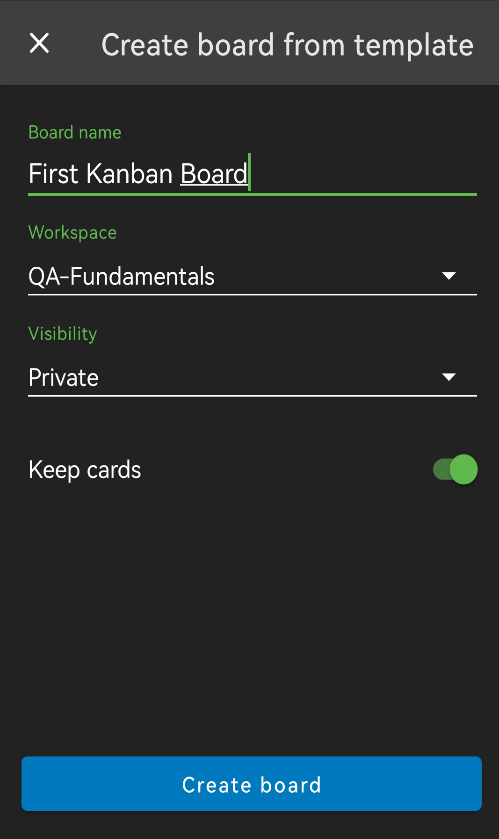 Create board from template
Board name
First Kanban Board
Workspace
QA-Fundamentals
Visibility
Private
Keep cards
Create board